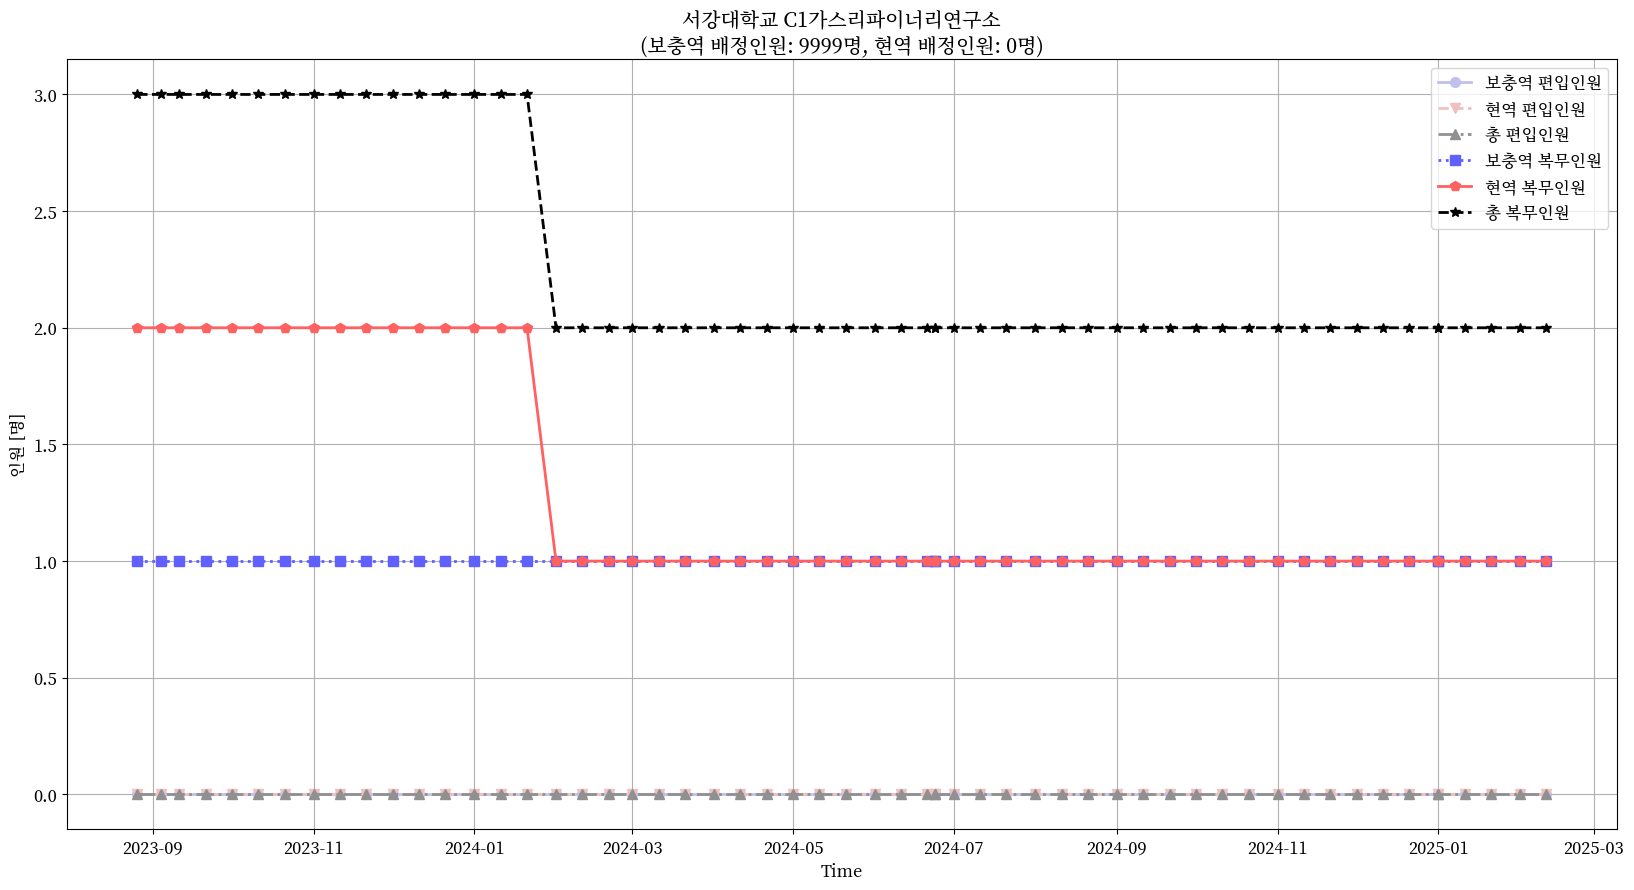 서강대학교 C1가스리파이너리연구소
(보충역 배정인원: 9999명, 현역 배정인원: 0명)
보충역 편입인원
현역 편입인원
총 편입인원
보충역 복무인원
현역 복무인원
총 복무인원
인원 [명]
3.0
2.5
2.0
1.5
1.0
0.5
0.0
2023-09
2023-11
2024-01
2024-03
2024-05
2024-07
2024-09
2024-11
2025-01
2025-03
Time